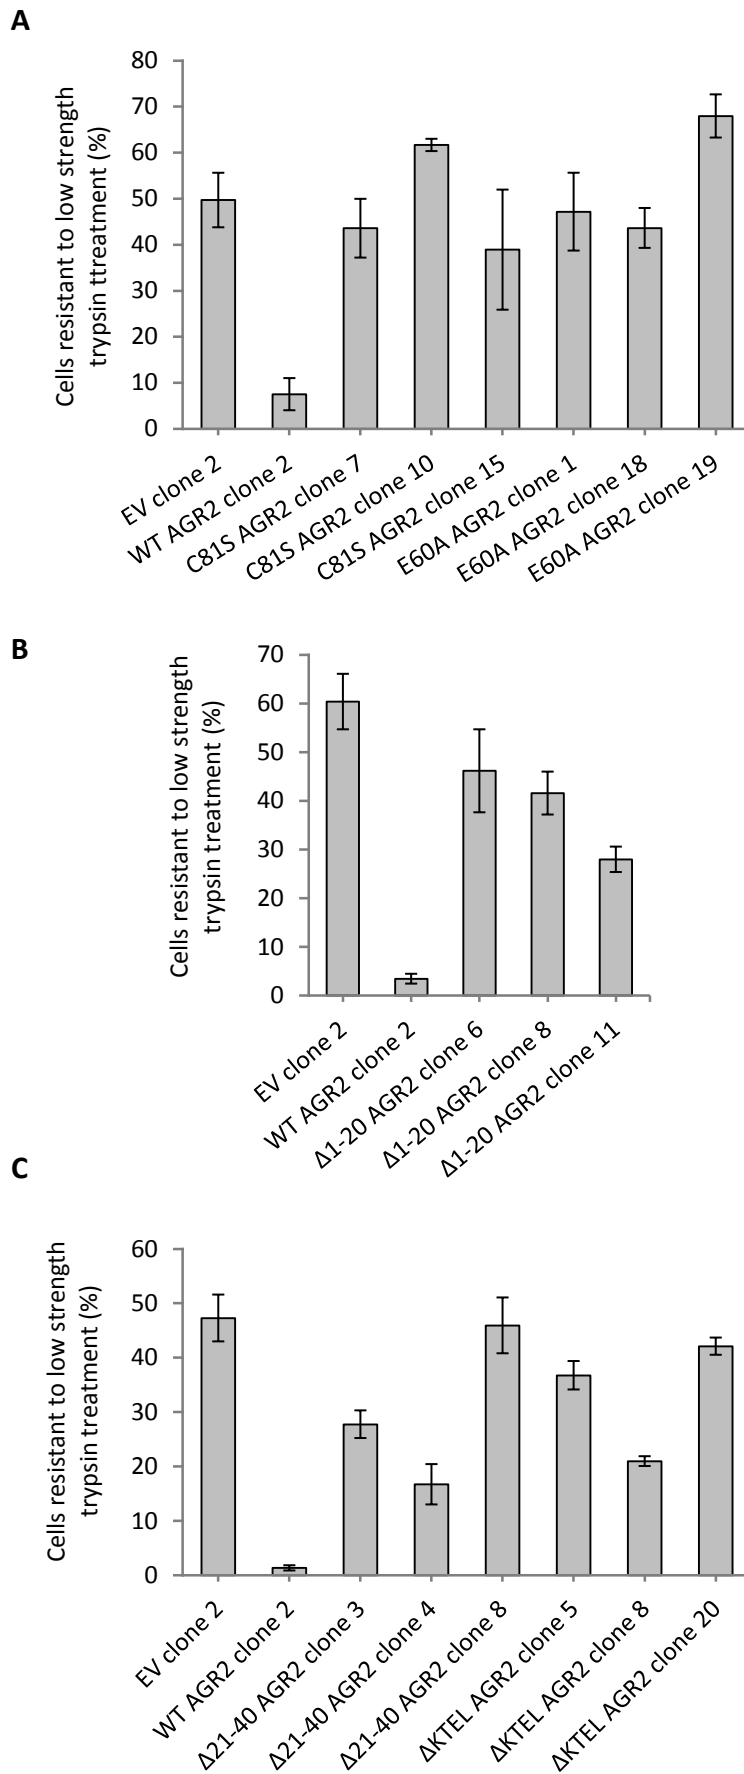 A
80
70
60
50
40
30
20
10
0
Cells resistant to low strength
trypsin ttreatment (%)
EV clone 2
WT AGR2 clone 2
C81S AGR2 clone 7
C81S AGR2 clone 10
C81S AGR2 clone 15
E60A AGR2 clone 1
E60A AGR2 clone 18
E60A AGR2 clone 19
B
70
60
50
40
30
20
10
0
Cells resistant to low strength
trypsin treatment (%)
EV clone 2
WT AGR2 clone 2
Δ1-20 AGR2 clone 6
Δ1-20 AGR2 clone 8
Δ1-20 AGR2 clone 11
C
60
50
40
30
20
10
0
Cells resistant to low strength
trypsin treatment (%)
EV clone 2
WT AGR2 clone 2
Δ21-40 AGR2 clone 3
Δ21-40 AGR2 clone 4
Δ21-40 AGR2 clone 8
ΔKTEL AGR2 clone 5
ΔKTEL AGR2 clone 8
ΔKTEL AGR2 clone 20